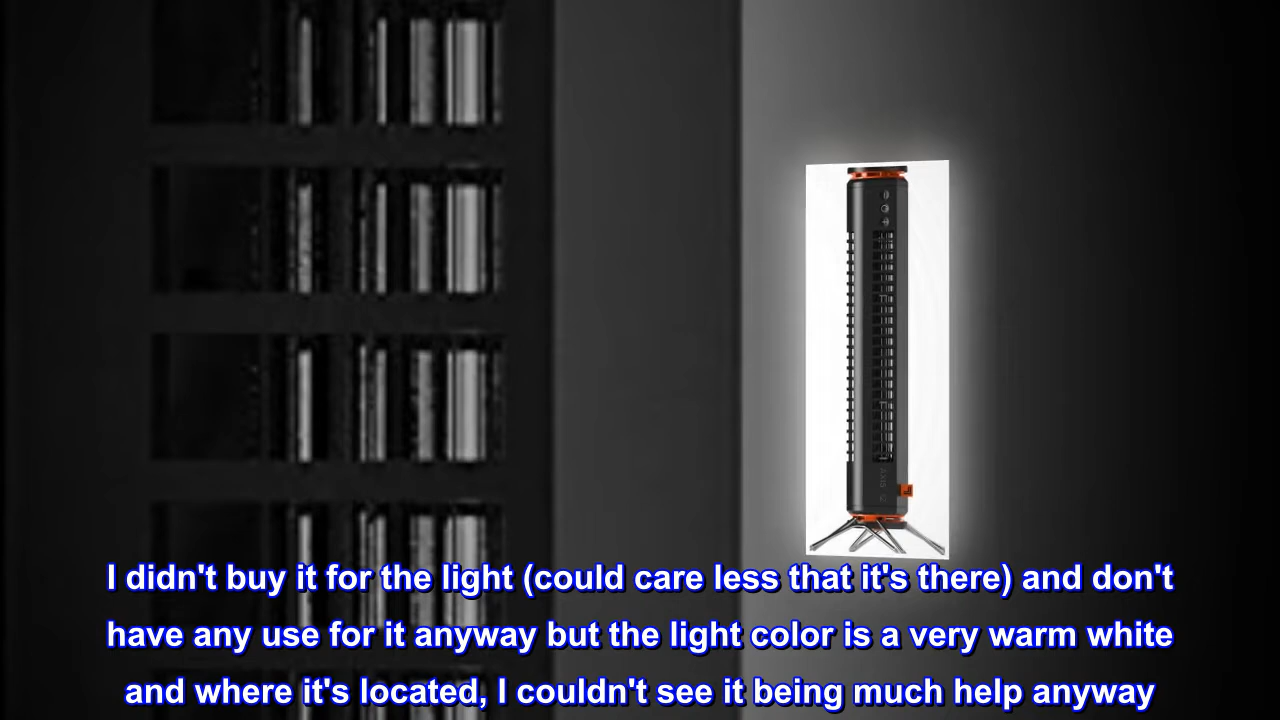 I didn't buy it for the light (could care less that it's there) and don't
have any use for it anyway but the light color is a very warm white
and where it's located, I couldn't see it being much help anyway